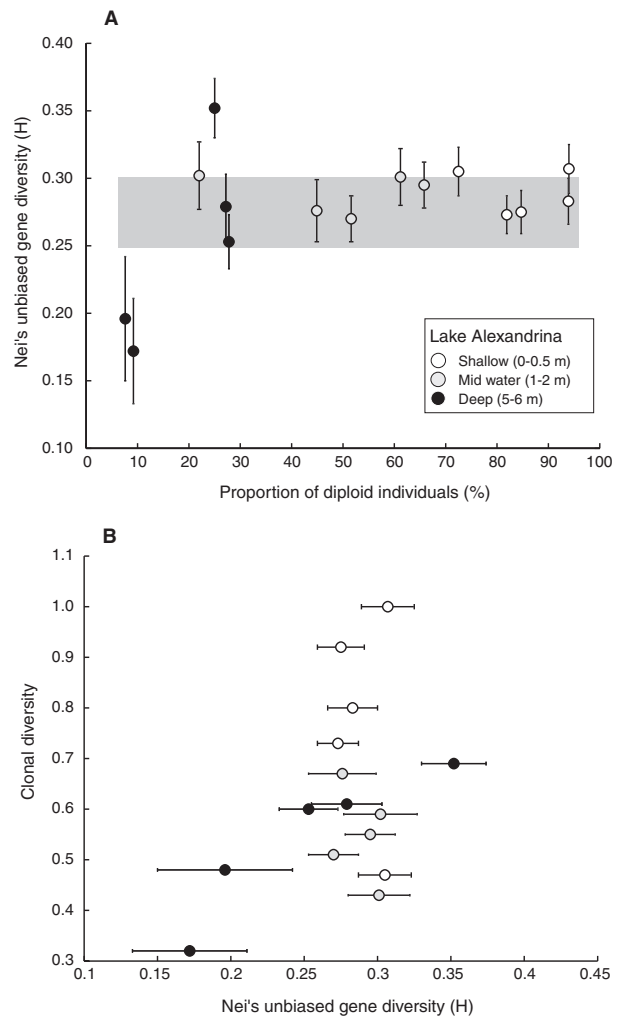 A
0.40
0.35
0.30
0.25
0.20
0.15
0.10
Nei's unbiased gene diversity (H)
Lake Alexandrina
Shallow (0-0.5 m)
Mid water (1-2 m)
Deep (5-6 m)
0 10 20 30 40 50 60 70 80 90 100
Proportion of diploid individuals (%)
B
1.1
1.0
0.9
0.8
0.7
0.6
0.5
0.4
0.3
Clonal diversity
0.1 0.15 0.2 0.25 0.3 0.35 0.4 0.45
Nei's unbiased gene diversity (H)